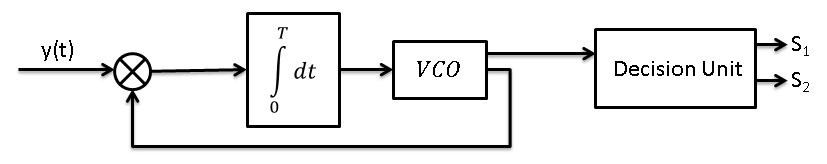 y(t)
T
∫ dt
0
VCO
Decision Unit
S₁
S₂